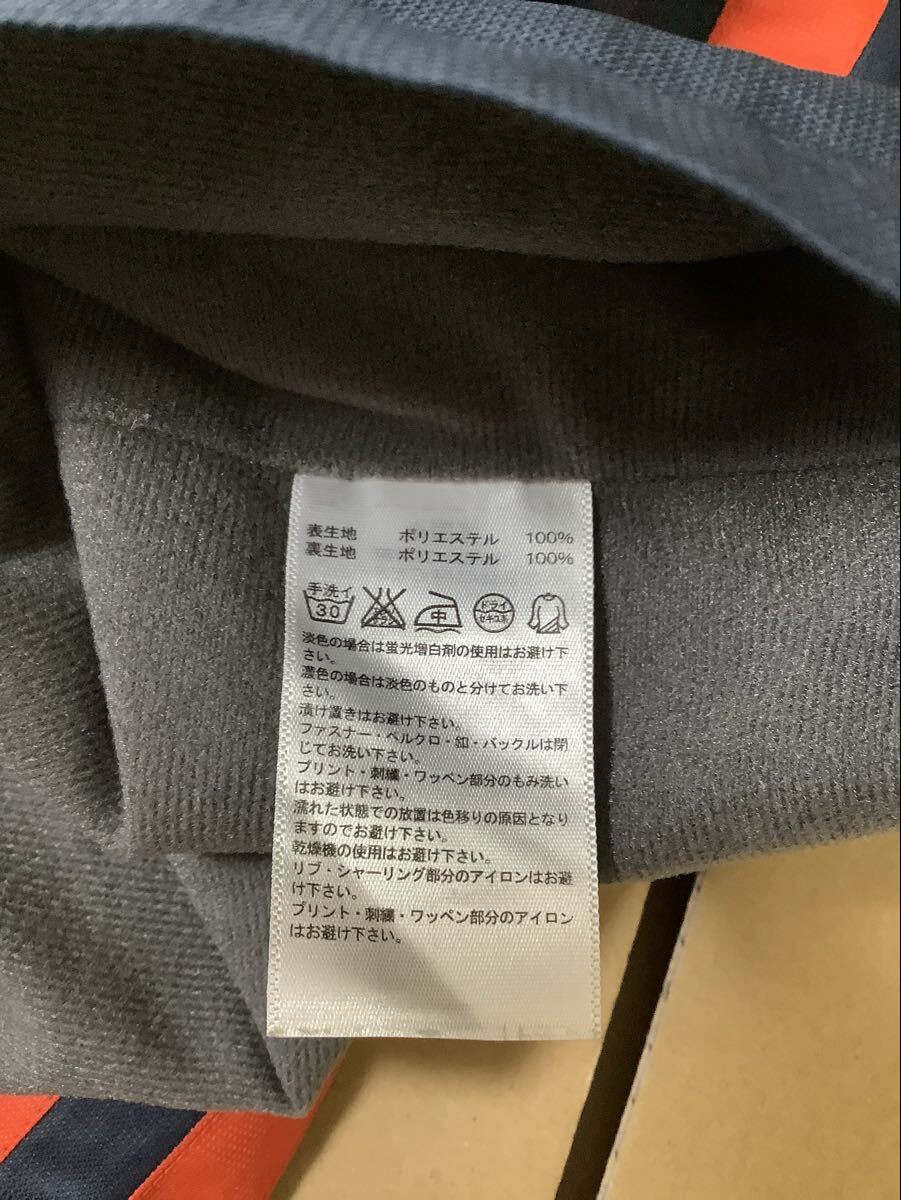 表生地 ポリエステル 100%
裏生地 ポリエステル 100%
手洗イ
30 中 ドライ
セキユ系
淡色の場合は蛍光増白剤の使用はお避け下
さい。
濃色の場合は淡色のものと分けてお洗い下
さい。
漬け置きはお避け下さい。
ファスナー・ベルクロ・釦・バックルは閉
じてお洗い下さい。
プリント・刺繍・ワッペン部分のもみ洗い
はお避け下さい。
濡れた状態での放置は色移りの原因となり
ますのでお避け下さい。
乾燥機の使用はお避け下さい。
リブ・シャーリング部分のアイロンはお避
け下さい。
プリント・刺繍・ワッペン部分のアイロン
はお避け下さい。